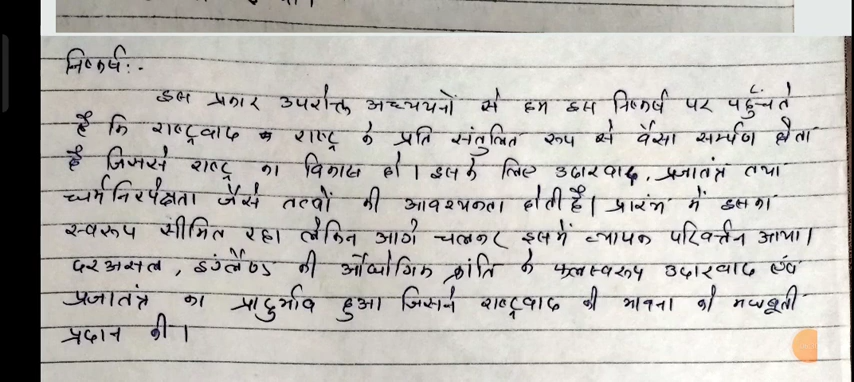 निष्कर्ष:-
इस प्रकार उपरोक्त अध्ययनों से हम इस निष्कर्ष पर पहुँचते
है कि राष्ट्रवाद राष्ट्र के प्रति संतुलित रूप से वैसा सर्म्पण होता
है जिससे राष्ट्र का विकास हो। इसके लिए उदारवाद, प्रजातंत्र तथा
धर्मनिरपेक्षता जैसे तत्वों की आवश्यकता होती है। प्रारंभ में इसका
स्वरूप सीमित रहा लेकिन आगे चलकर इसमें व्यापक परिवर्तन आया।
दरअसल, इंग्लैण्ड की औद्योगिक क्रांति के फलस्वरूप उदारवाद एवं
प्रजातंत्र का प्रादुर्भाव हुआ जिसने राष्ट्रवाद की भावना को मजबूती
प्रदान की।